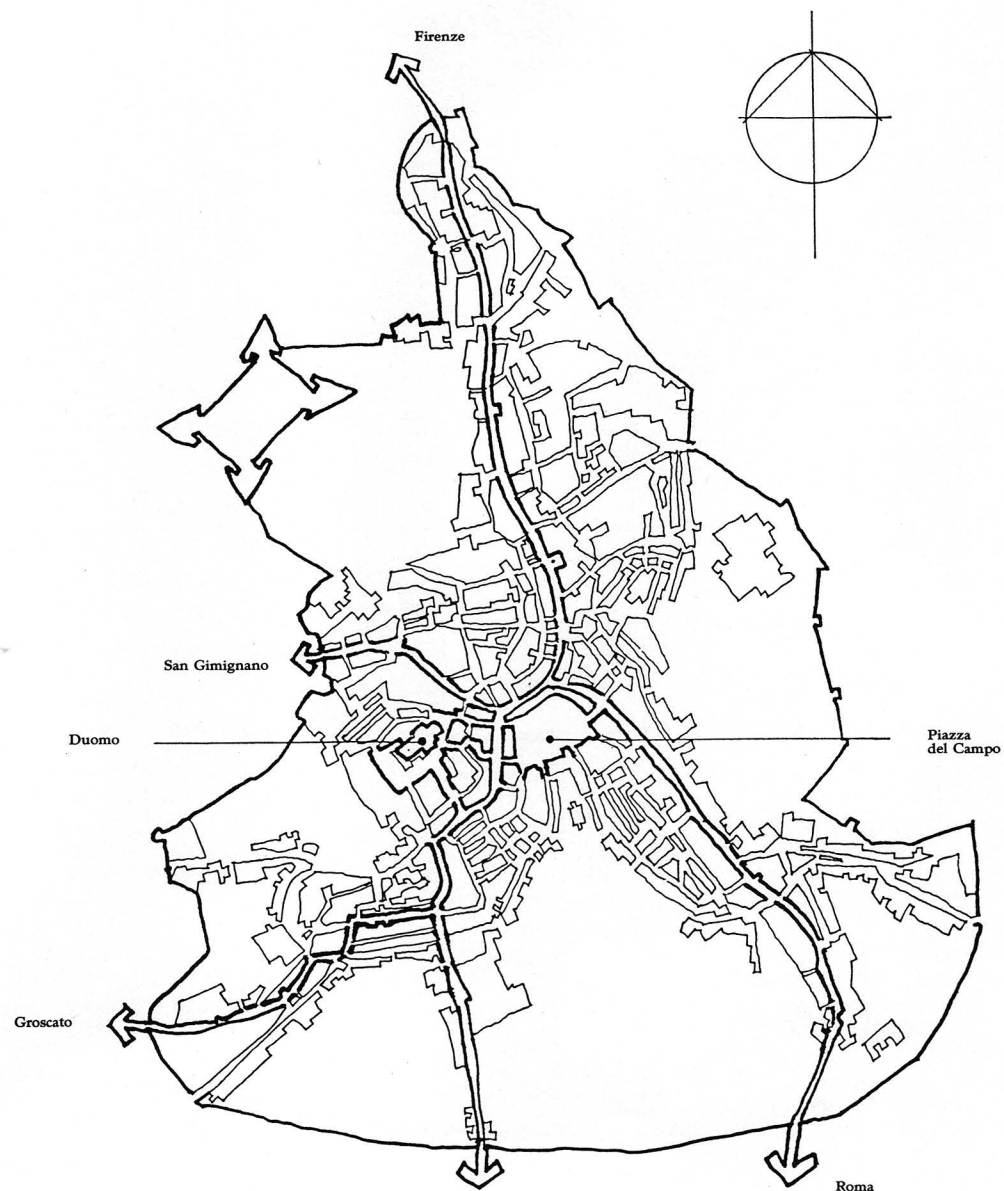 Firenze
San Gimignano
Duomo
Piazza
del Campo
Groscato
Roma